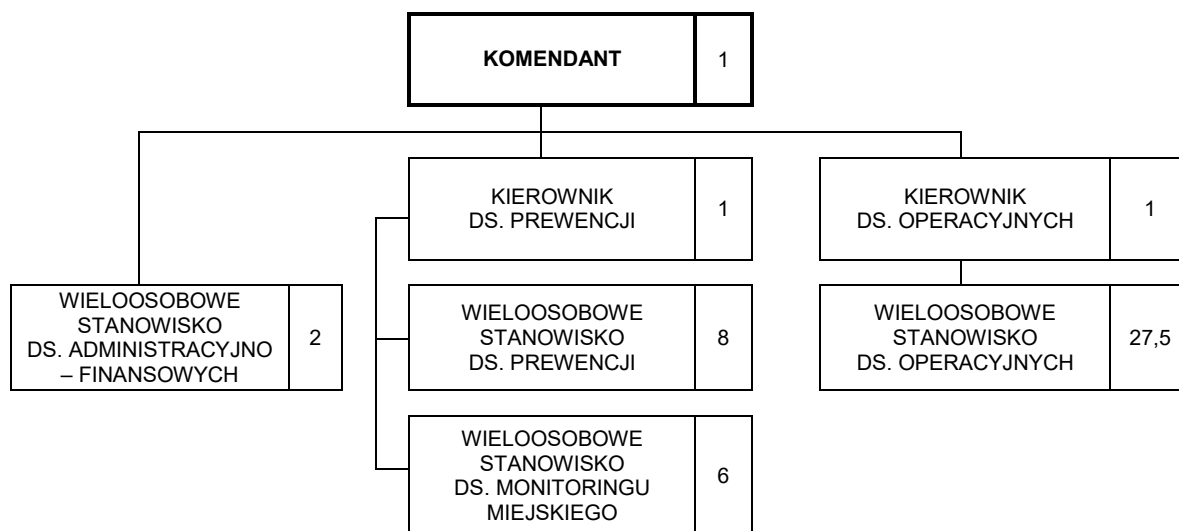 KOMENDANT
1
KIEROWNIK
DS. PREWENCJI
1
KIEROWNIK
DS. OPERACYJNYCH
1
WIELOOSOBOWE
STANOWISKO
DS. ADMINISTRACYJNO
– FINANSOWYCH
2
WIELOOSOBOWE
STANOWISKO
DS. PREWENCJI
8
WIELOOSOBOWE
STANOWISKO
DS. OPERACYJNYCH
27,5
WIELOOSOBOWE
STANOWISKO
DS. MONITORINGU
MIEJSKIEGO
6